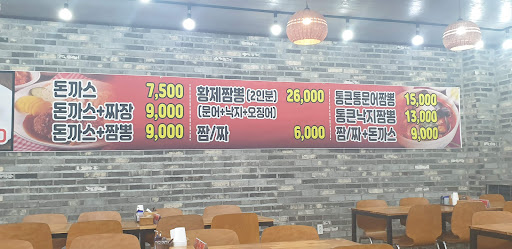 돈까스 7,500
돈까스+짜장 9,000
돈까스+짬뽕 9,000
황제짬뽕(2인분) 26,000
(문어+낙지+오징어)
짬/짜 6,000
통큰통문어짬뽕 15,000
통큰낙지짬뽕 13,000
짬/짜+돈까스 9,000